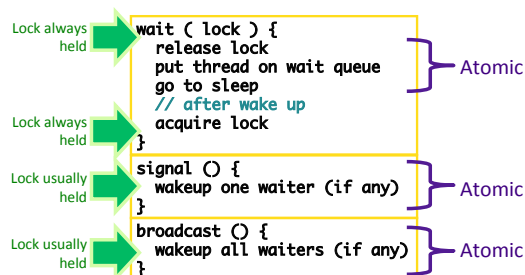 Lock always
held
wait ( lock ) {
release lock
put thread on wait queue
go to sleep
Atomic
// after wake up
Lock always
held
acquire lock
}
signal () {
Lock usually
held
wakeup one waiter (if any)
Atomic
}
broadcast () {
Lock usually
held
wakeup all waiters (if any)
Atomic
}